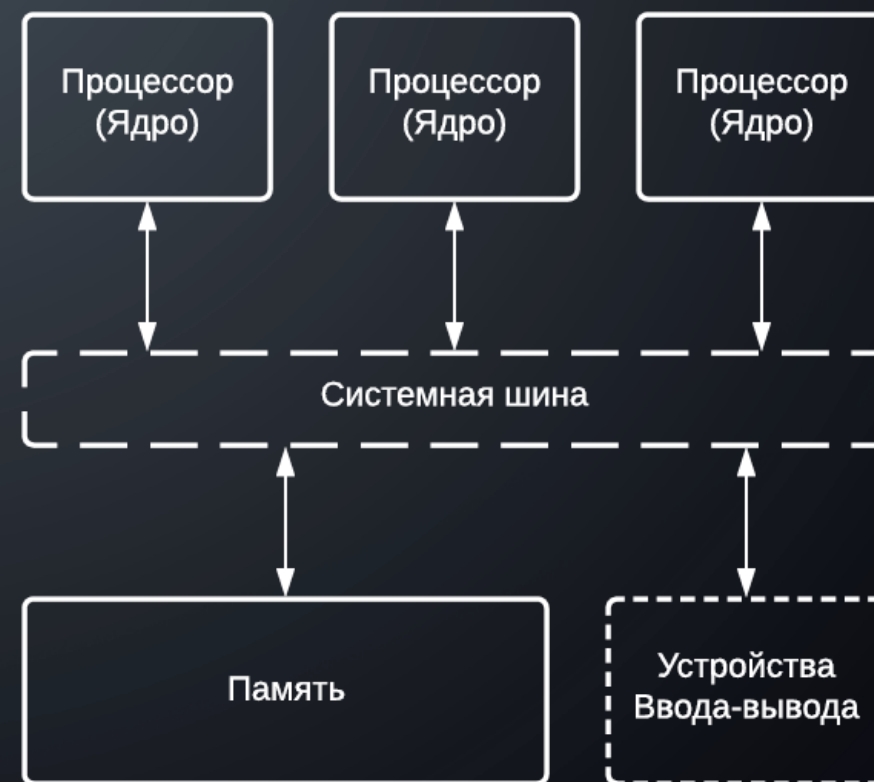 Процессор
(Ядро)
Процессор
(Ядро)
Процессор
(Ядро)
Системная шина
Память
Устройства
Ввода-вывода